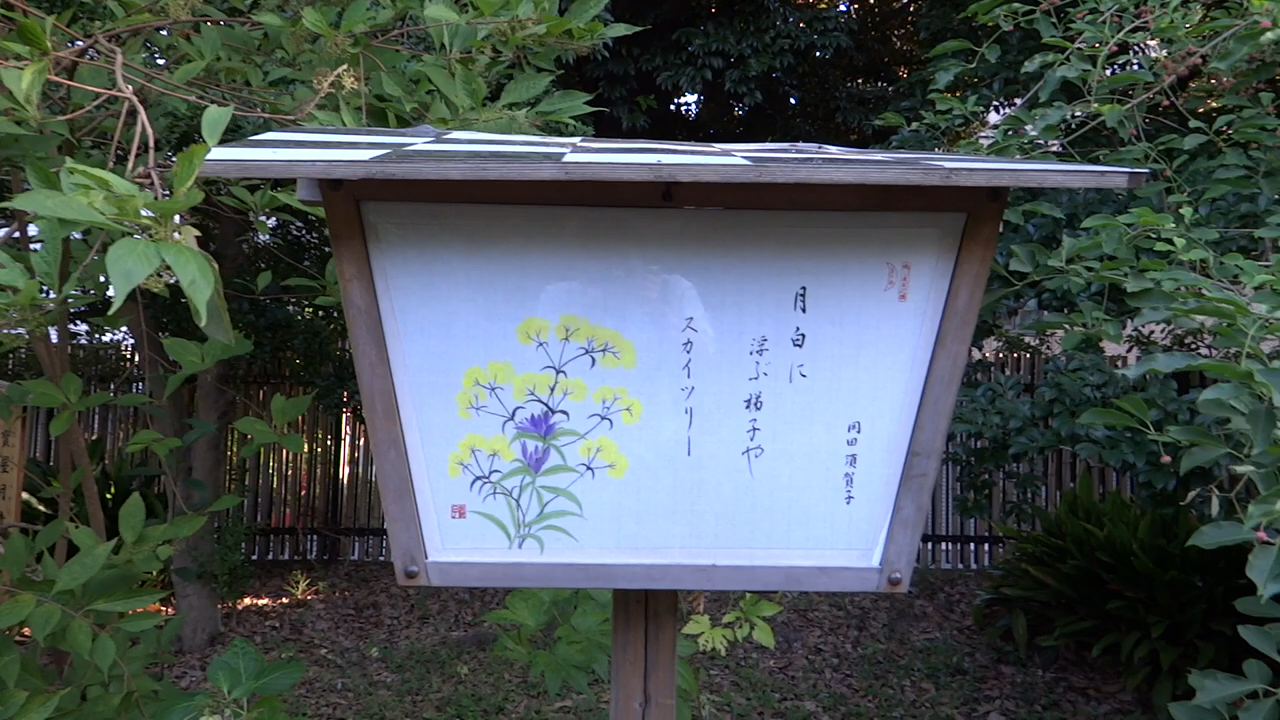 岡田須賀子
月白に
浮ぶ梯子や
スカイツリー